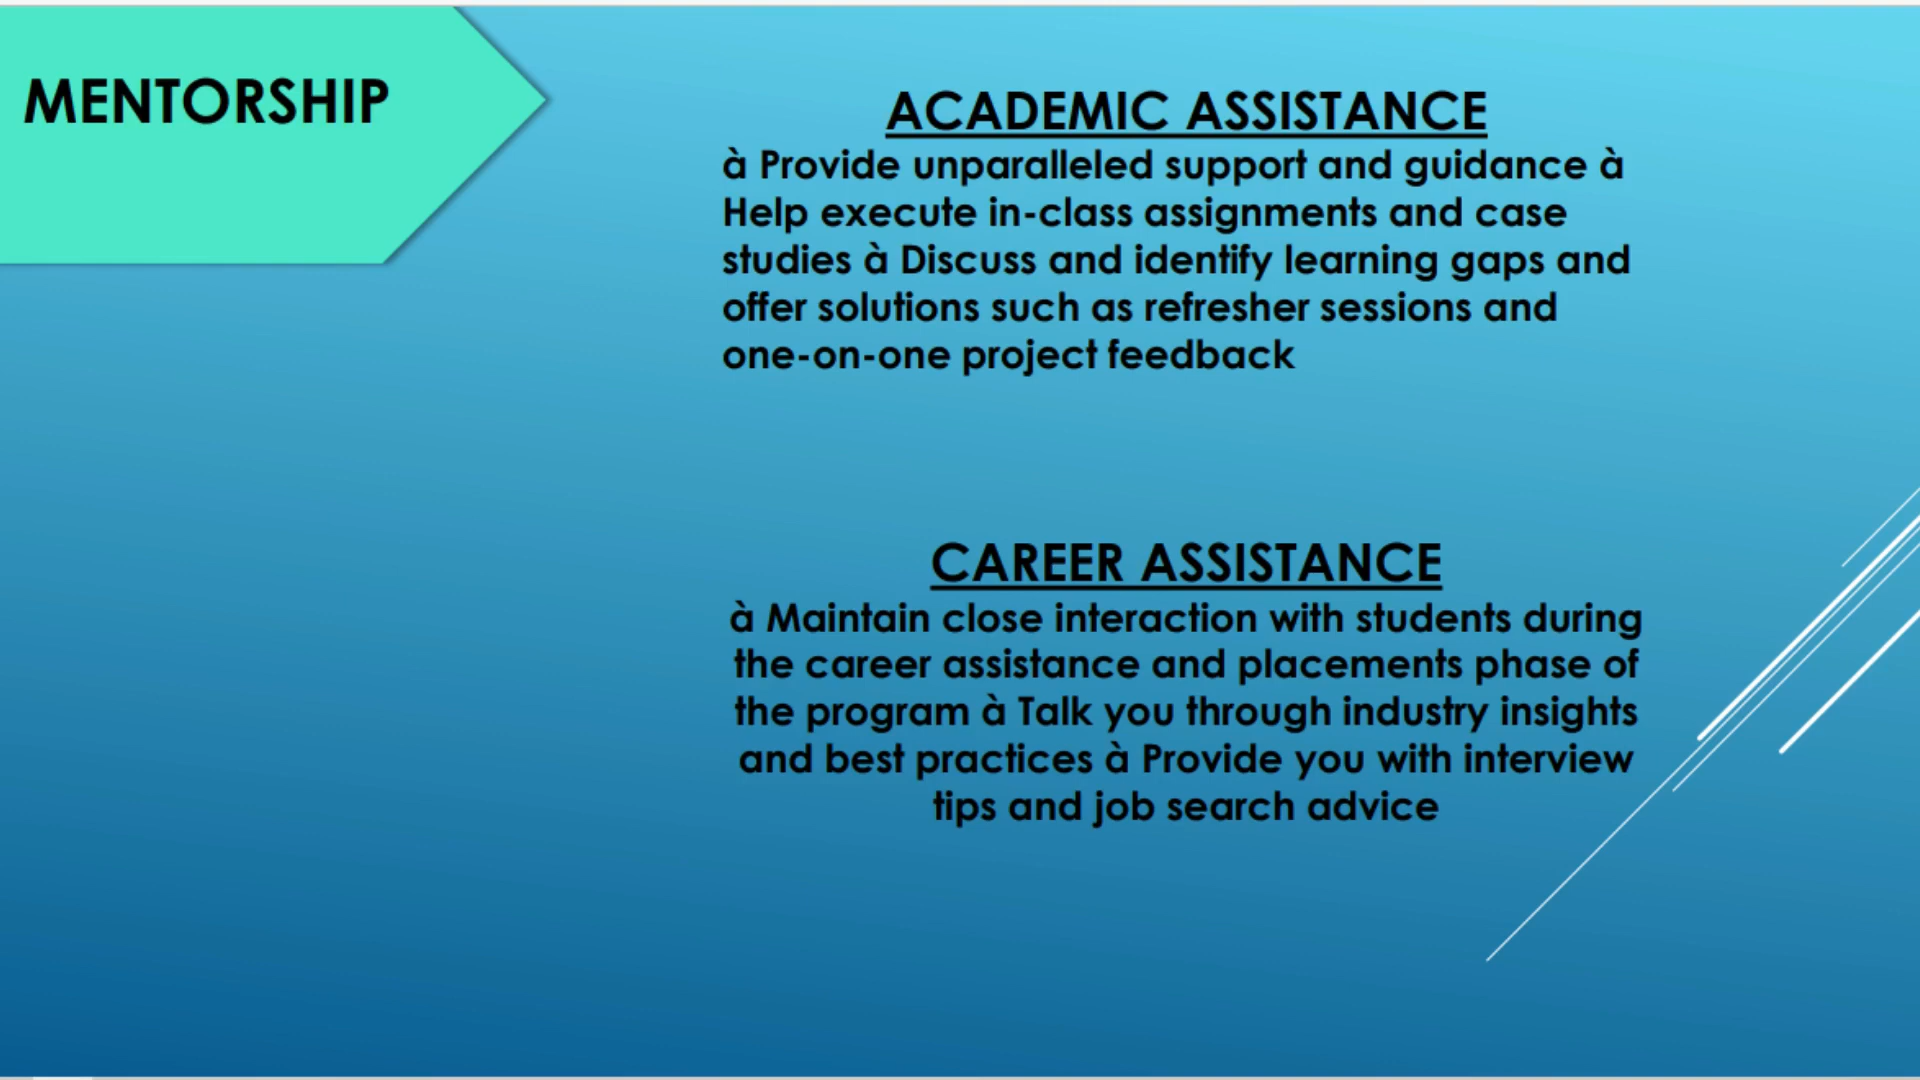 MENTORSHIP
ACADEMIC ASSISTANCE
à Provide unparalleled support and guidance à
Help execute in-class assignments and case
studies à Discuss and identify learning gaps and
offer solutions such as refresher sessions and
one-on-one project feedback
CAREER ASSISTANCE
à Maintain close interaction with students during
the career assistance and placements phase of
the program à Talk you through industry insights
and best practices à Provide you with interview
tips and job search advice